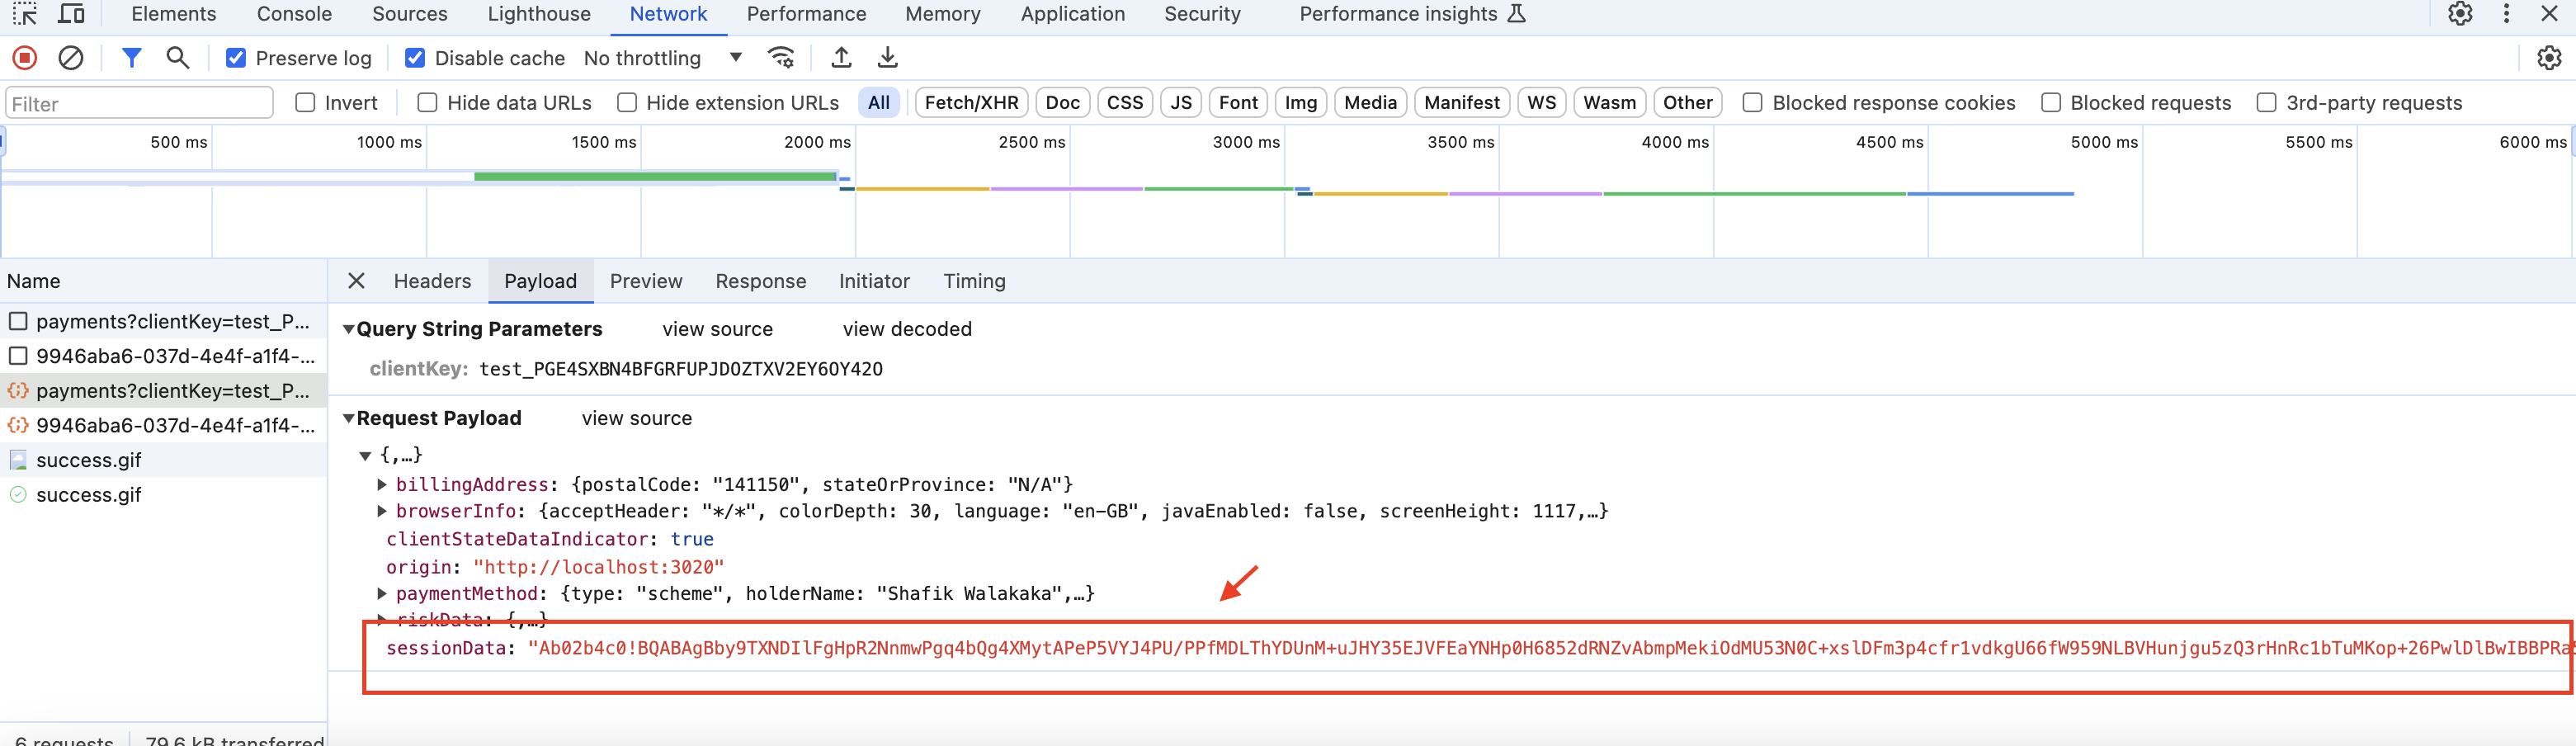 Elements Console Sources Lighthouse Network Performance Memory Application Security Performance insights
Preserve log Disable cache No throttling
Filter Invert Hide data URLs Hide extension URLs All Fetch/XHR Doc CSS JS Font Img Media Manifest WS Wasm Other Blocked response cookies Blocked requests 3rd-party requests
500 ms 1000 ms 1500 ms 2000 ms 2500 ms 3000 ms 3500 ms 4000 ms 4500 ms 5000 ms 5500 ms 6000 ms
Name
payments?clientKey=test_P...
9946aba6-037d-4e4f-a1f4-...
payments?clientKey=test_P...
9946aba6-037d-4e4f-a1f4-...
success.gif
success.gif
6 requests 79.6 kB transferred
Headers Payload Preview Response Initiator Timing
Query String Parameters view source view decoded
clientKey: test_PGE4SXBN4BFGRFUPJDOZTXV2EY6OY42O
Request Payload view source
{,…}
billingAddress: {postalCode: "141150", stateOrProvince: "N/A"}
browserInfo: {acceptHeader: "*/*", colorDepth: 30, language: "en-GB", javaEnabled: false, screenHeight: 1117,…}
clientStateDataIndicator: true
origin: "http://localhost:3020"
paymentMethod: {type: "scheme", holderName: "Shafik Walakaka",…}
riskData: {,…}
sessionData: "Ab02b4c0!BQABAgBby9TXNDIlFgHpR2NnmwPgq4bQg4XMytAPeP5VYJ4PU/PPfMDLThYDUnM+uJHY35EJVFEaYNHp0H6852dRNZvAbmpMekiOdMU53N0C+xslDFm3p4cfr1vdkgU66fW959NLBVHunjgu5zQ3rHnRc1bTuMKop+26PwlDlBwIBBPRa